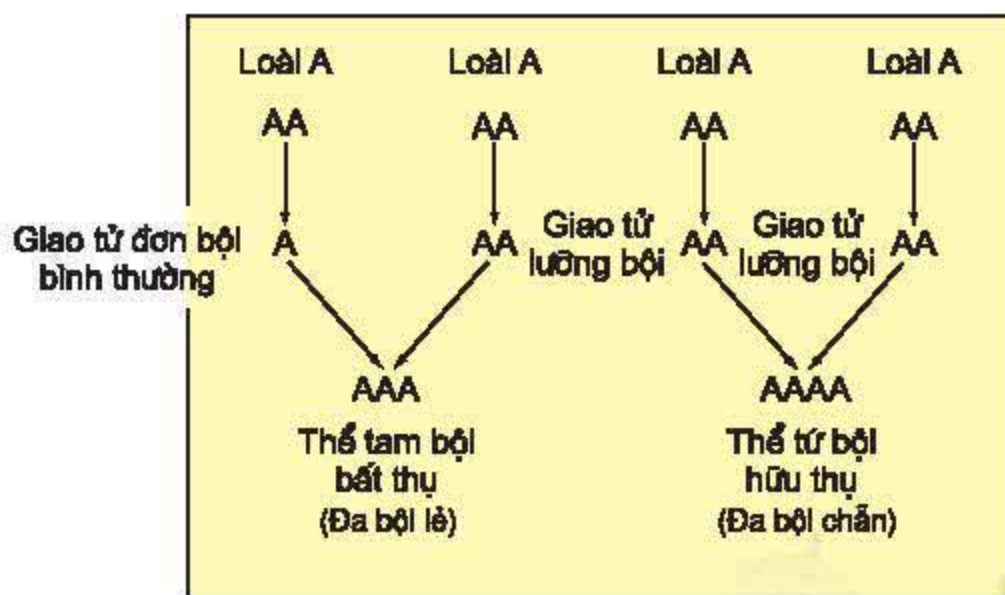 Loài A Loài A Loài A Loài A
AA AA AA AA
Giao tử đơn bội
bình thường
A AA
Giao tử
lưỡng bội
AA
Giao tử
lưỡng bội
AA
AAA AAAA
Thể tam bội
bất thụ
(Đa bội lẻ)
Thể tứ bội
hữu thụ
(Đa bội chẵn)